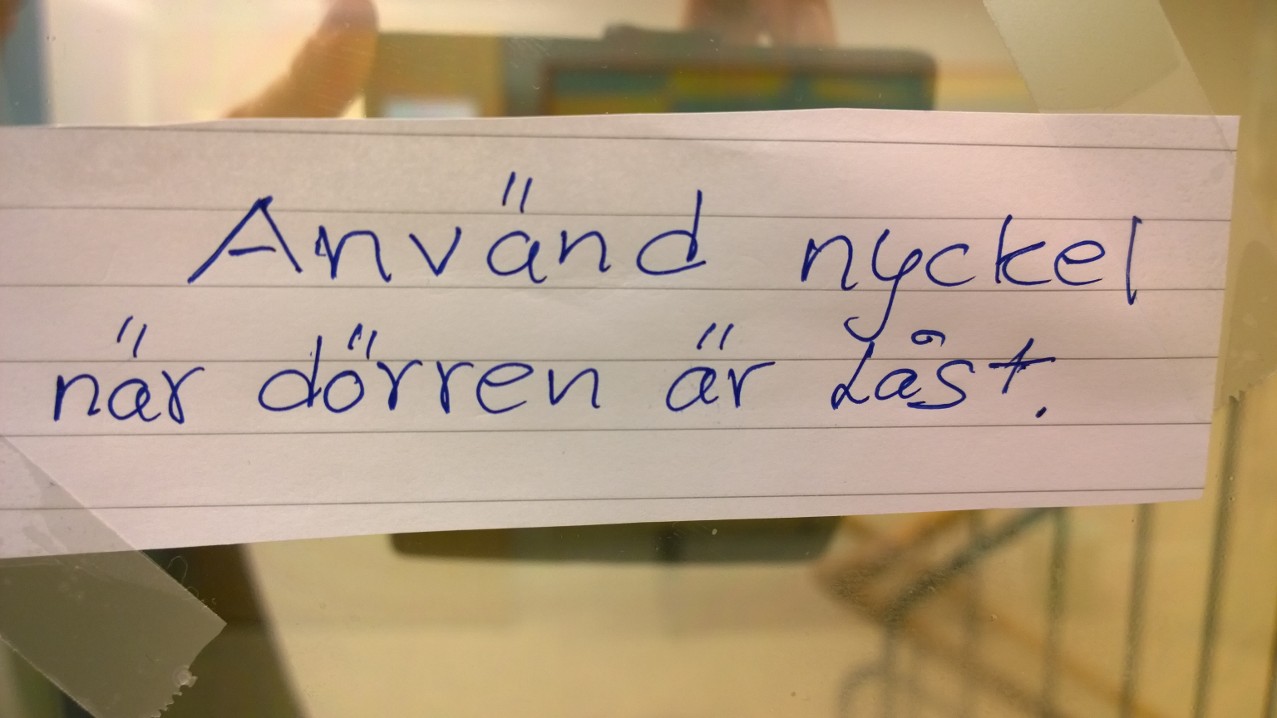 Använd nyckel
när dörren är Låst.